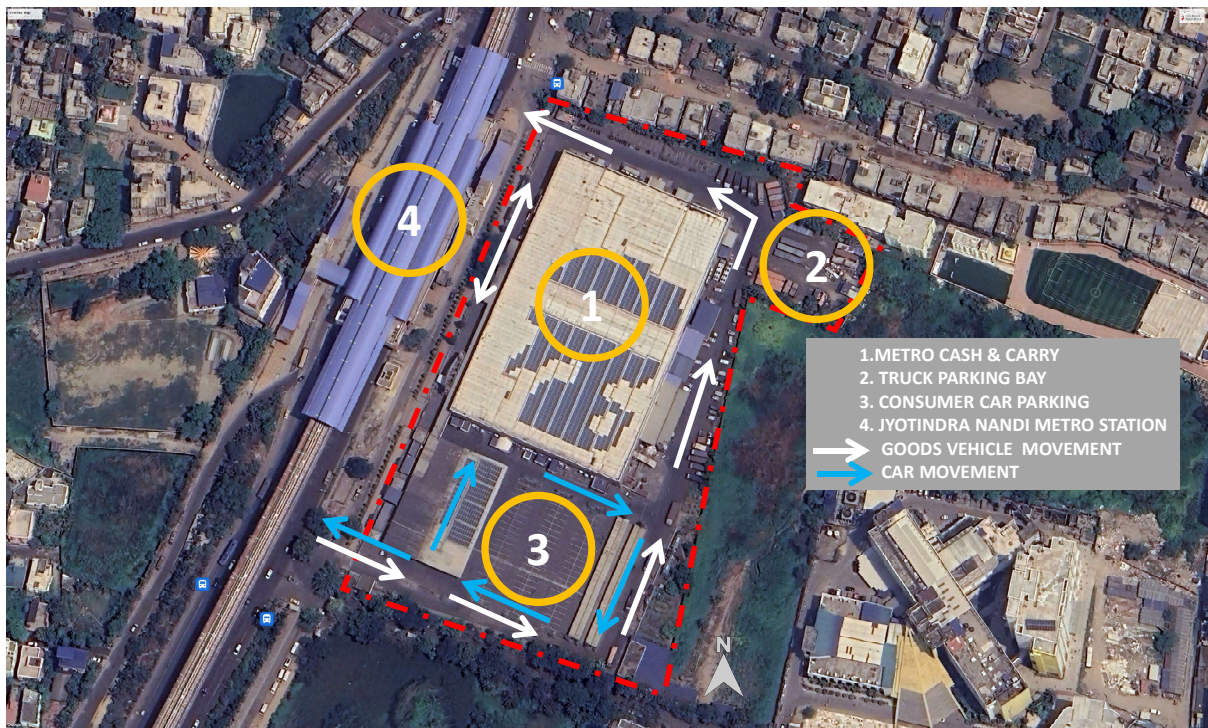 4
1
2
3
1.METRO CASH & CARRY
2. TRUCK PARKING BAY
3. CONSUMER CAR PARKING
4. JYOTINDRA NANDI METRO STATION
GOODS VEHICLE MOVEMENT
CAR MOVEMENT
N